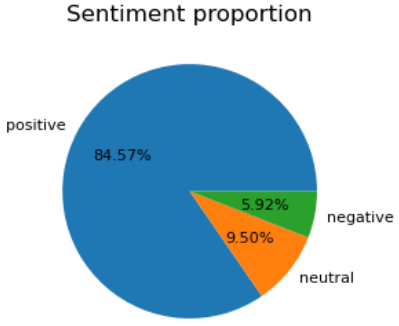 Sentiment proportion
positive
84.57%
5.92%
negative
9.50%
neutral